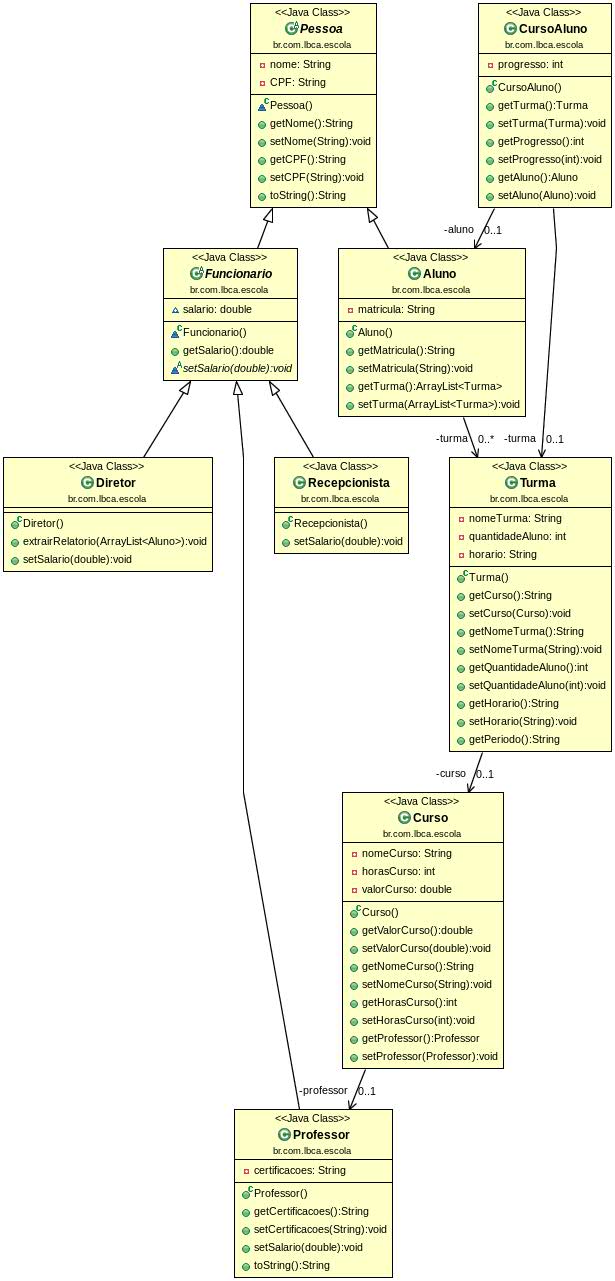 <<Java Class>>
Pessoa
br.com.lbca.escola
nome: String
CPF: String
Pessoa()
getNome():String
setNome(String):void
getCPF():String
setCPF(String):void
toString():String
<<Java Class>>
CursoAluno
br.com.lbca.escola
progresso: int
CursoAluno()
getTurma():Turma
setTurma(Turma):void
getProgresso():int
setProgresso(int):void
getAluno():Aluno
setAluno(Aluno):void
-aluno 0..1
<<Java Class>>
Funcionario
br.com.lbca.escola
salario: double
Funcionario()
getSalario():double
setSalario(double):void
<<Java Class>>
Aluno
br.com.lbca.escola
matricula: String
Aluno()
getMatricula():String
setMatricula(String):void
getTurma():ArrayList<Turma>
setTurma(ArrayList<Turma>):void
-turma 0..* -turma 0..1
<<Java Class>>
Diretor
br.com.lbca.escola
Diretor()
extrairRelatorio(ArrayList<Aluno>):void
setSalario(double):void
<<Java Class>>
Recepcionista
br.com.lbca.escola
Recepcionista()
setSalario(double):void
<<Java Class>>
Turma
br.com.lbca.escola
nomeTurma: String
quantidadeAluno: int
horario: String
Turma()
getCurso():String
setCurso(Curso):void
getNomeTurma():String
setNomeTurma(String):void
getQuantidadeAluno():int
setQuantidadeAluno(int):void
getHorario():String
setHorario(String):void
getPeriodo():String
-curso 0..1
<<Java Class>>
Curso
br.com.lbca.escola
nomeCurso: String
horasCurso: int
valorCurso: double
Curso()
getValorCurso():double
setValorCurso(double):void
getNomeCurso():String
setNomeCurso(String):void
getHorasCurso():int
setHorasCurso(int):void
getProfessor():Professor
setProfessor(Professor):void
-professor 0..1
<<Java Class>>
Professor
br.com.lbca.escola
certificacoes: String
Professor()
getCertificacoes():String
setCertificacoes(String):void
setSalario(double):void
toString():String